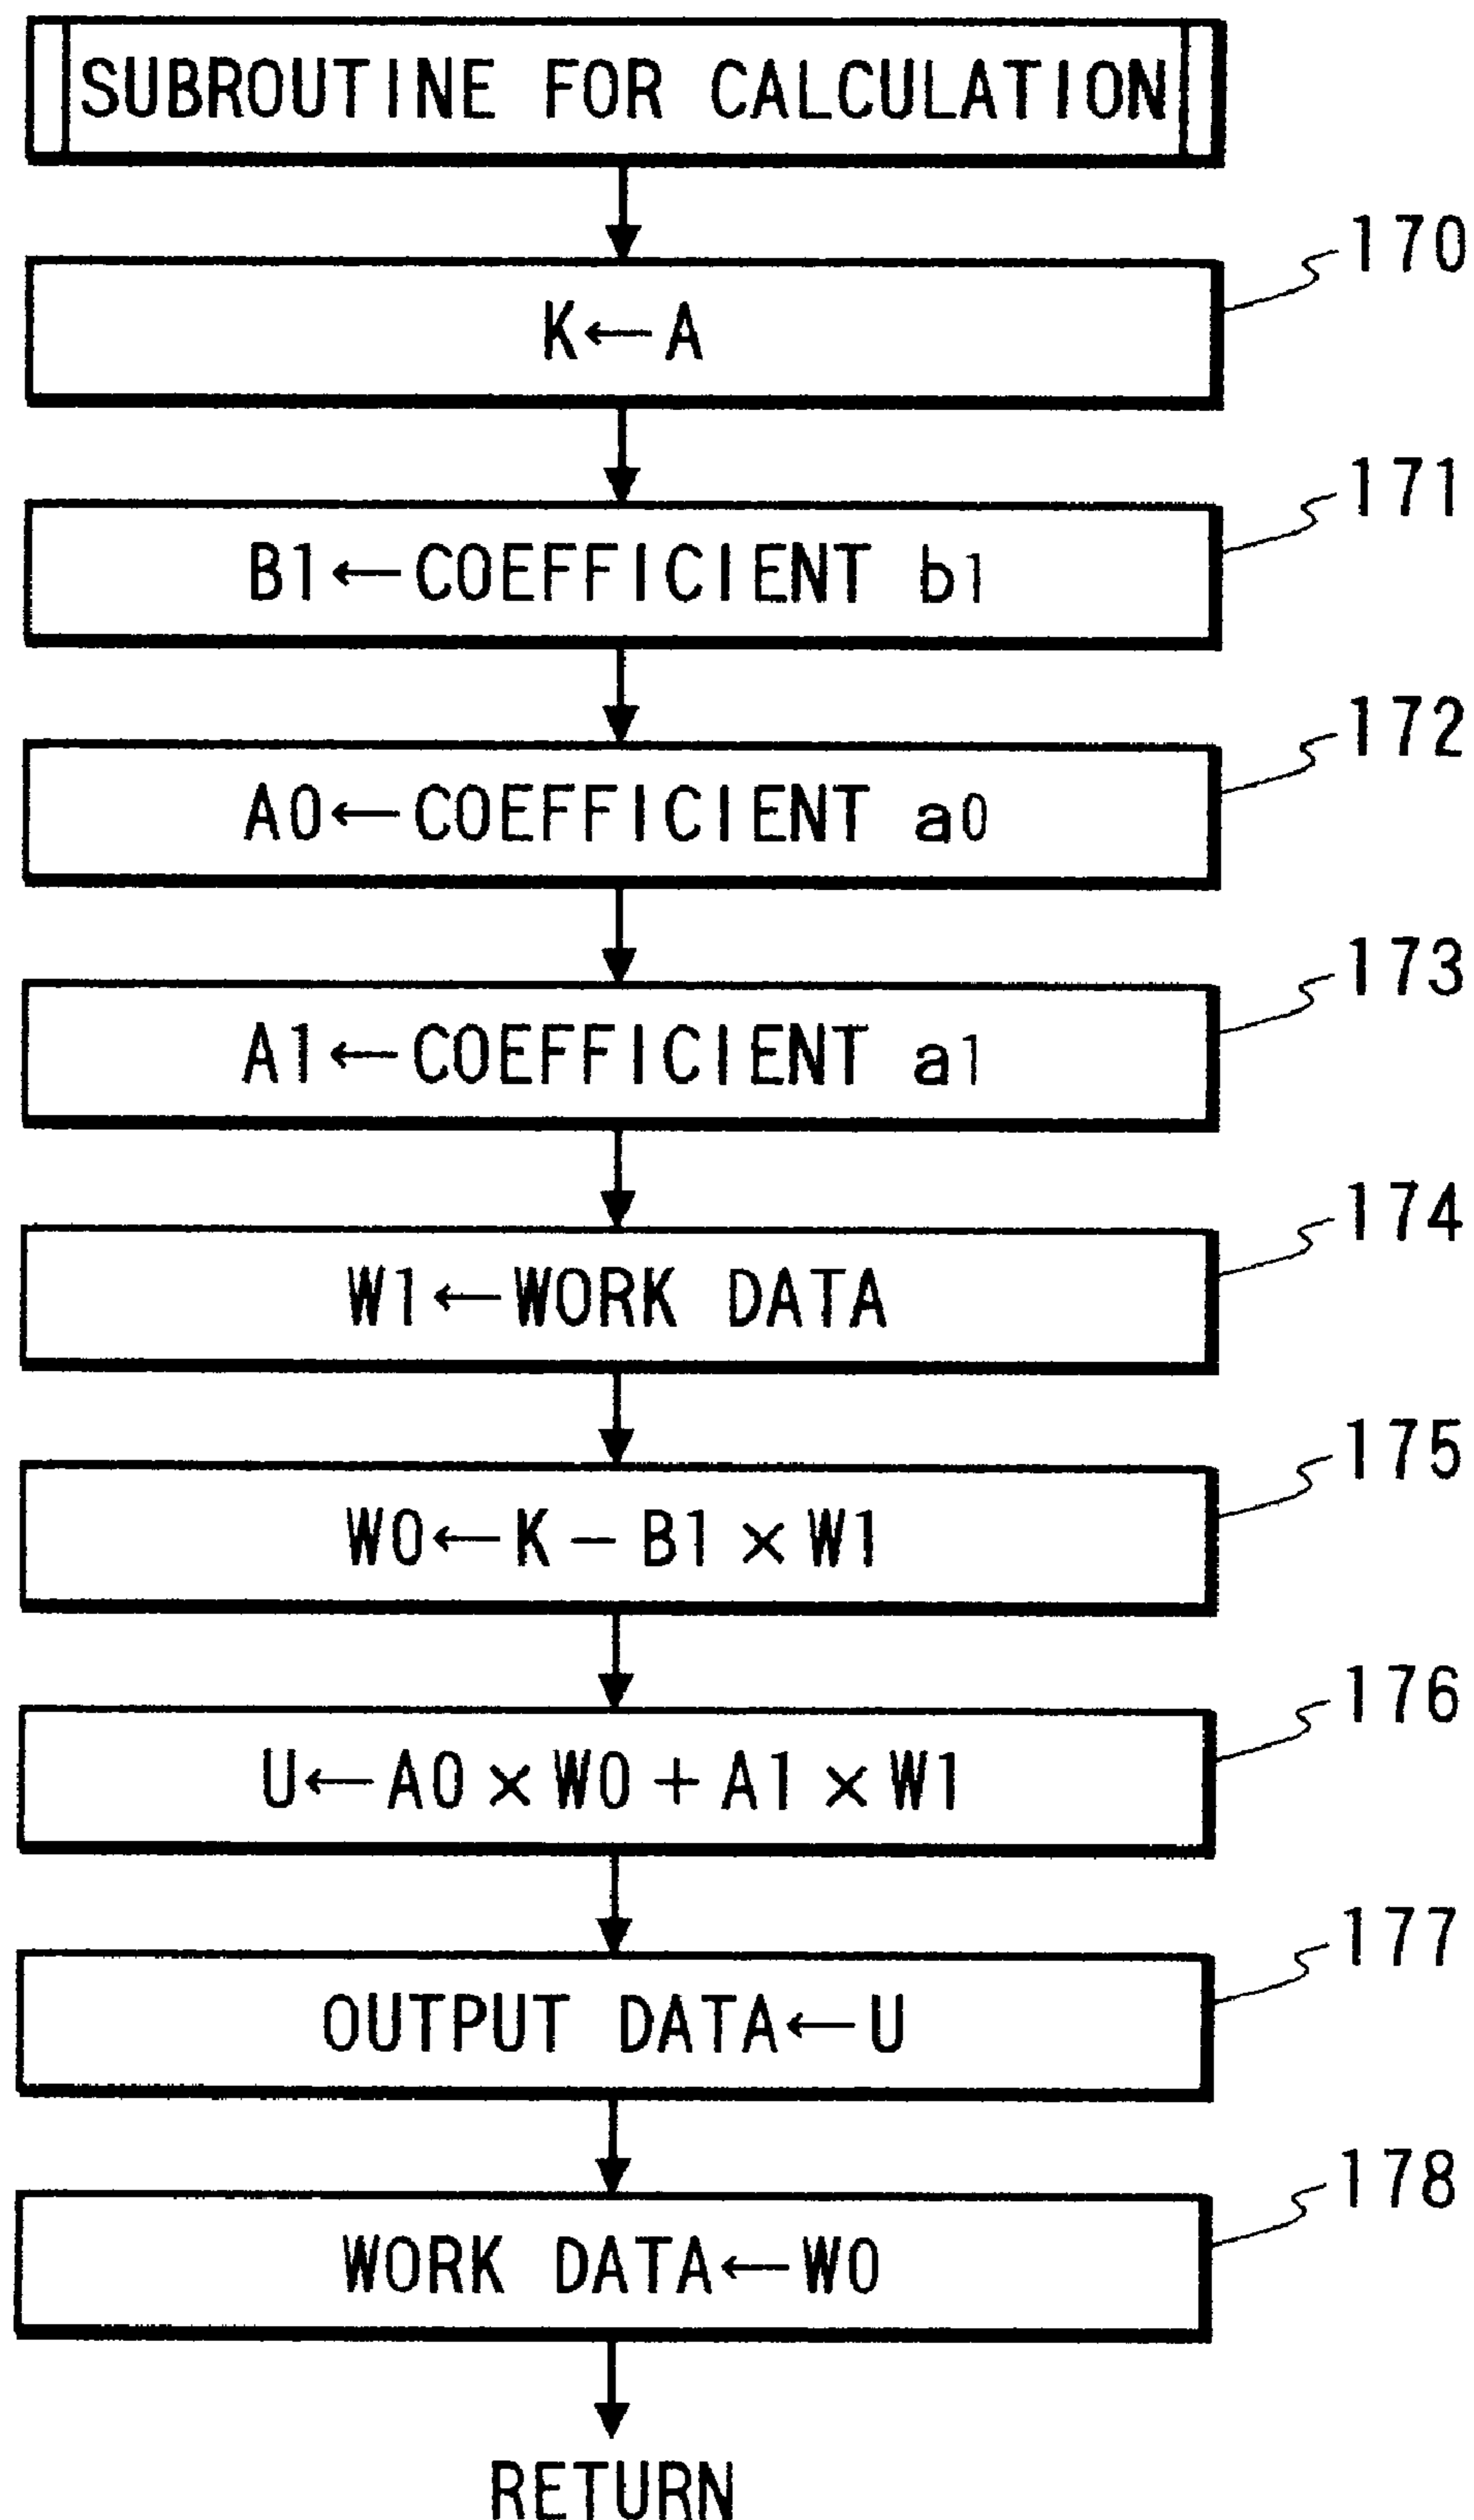 SUBROUTINE FOR CALCULATION
170
K←A
171
B1←COEFFICIENT b1
172
A0←COEFFICIENT a0
173
A1←COEFFICIENT a1
174
W1←WORK DATA
175
W0←K-B1×W1
176
U←A0×W0+A1×W1
177
OUTPUT DATA←U
178
WORK DATA←W0
RETURN